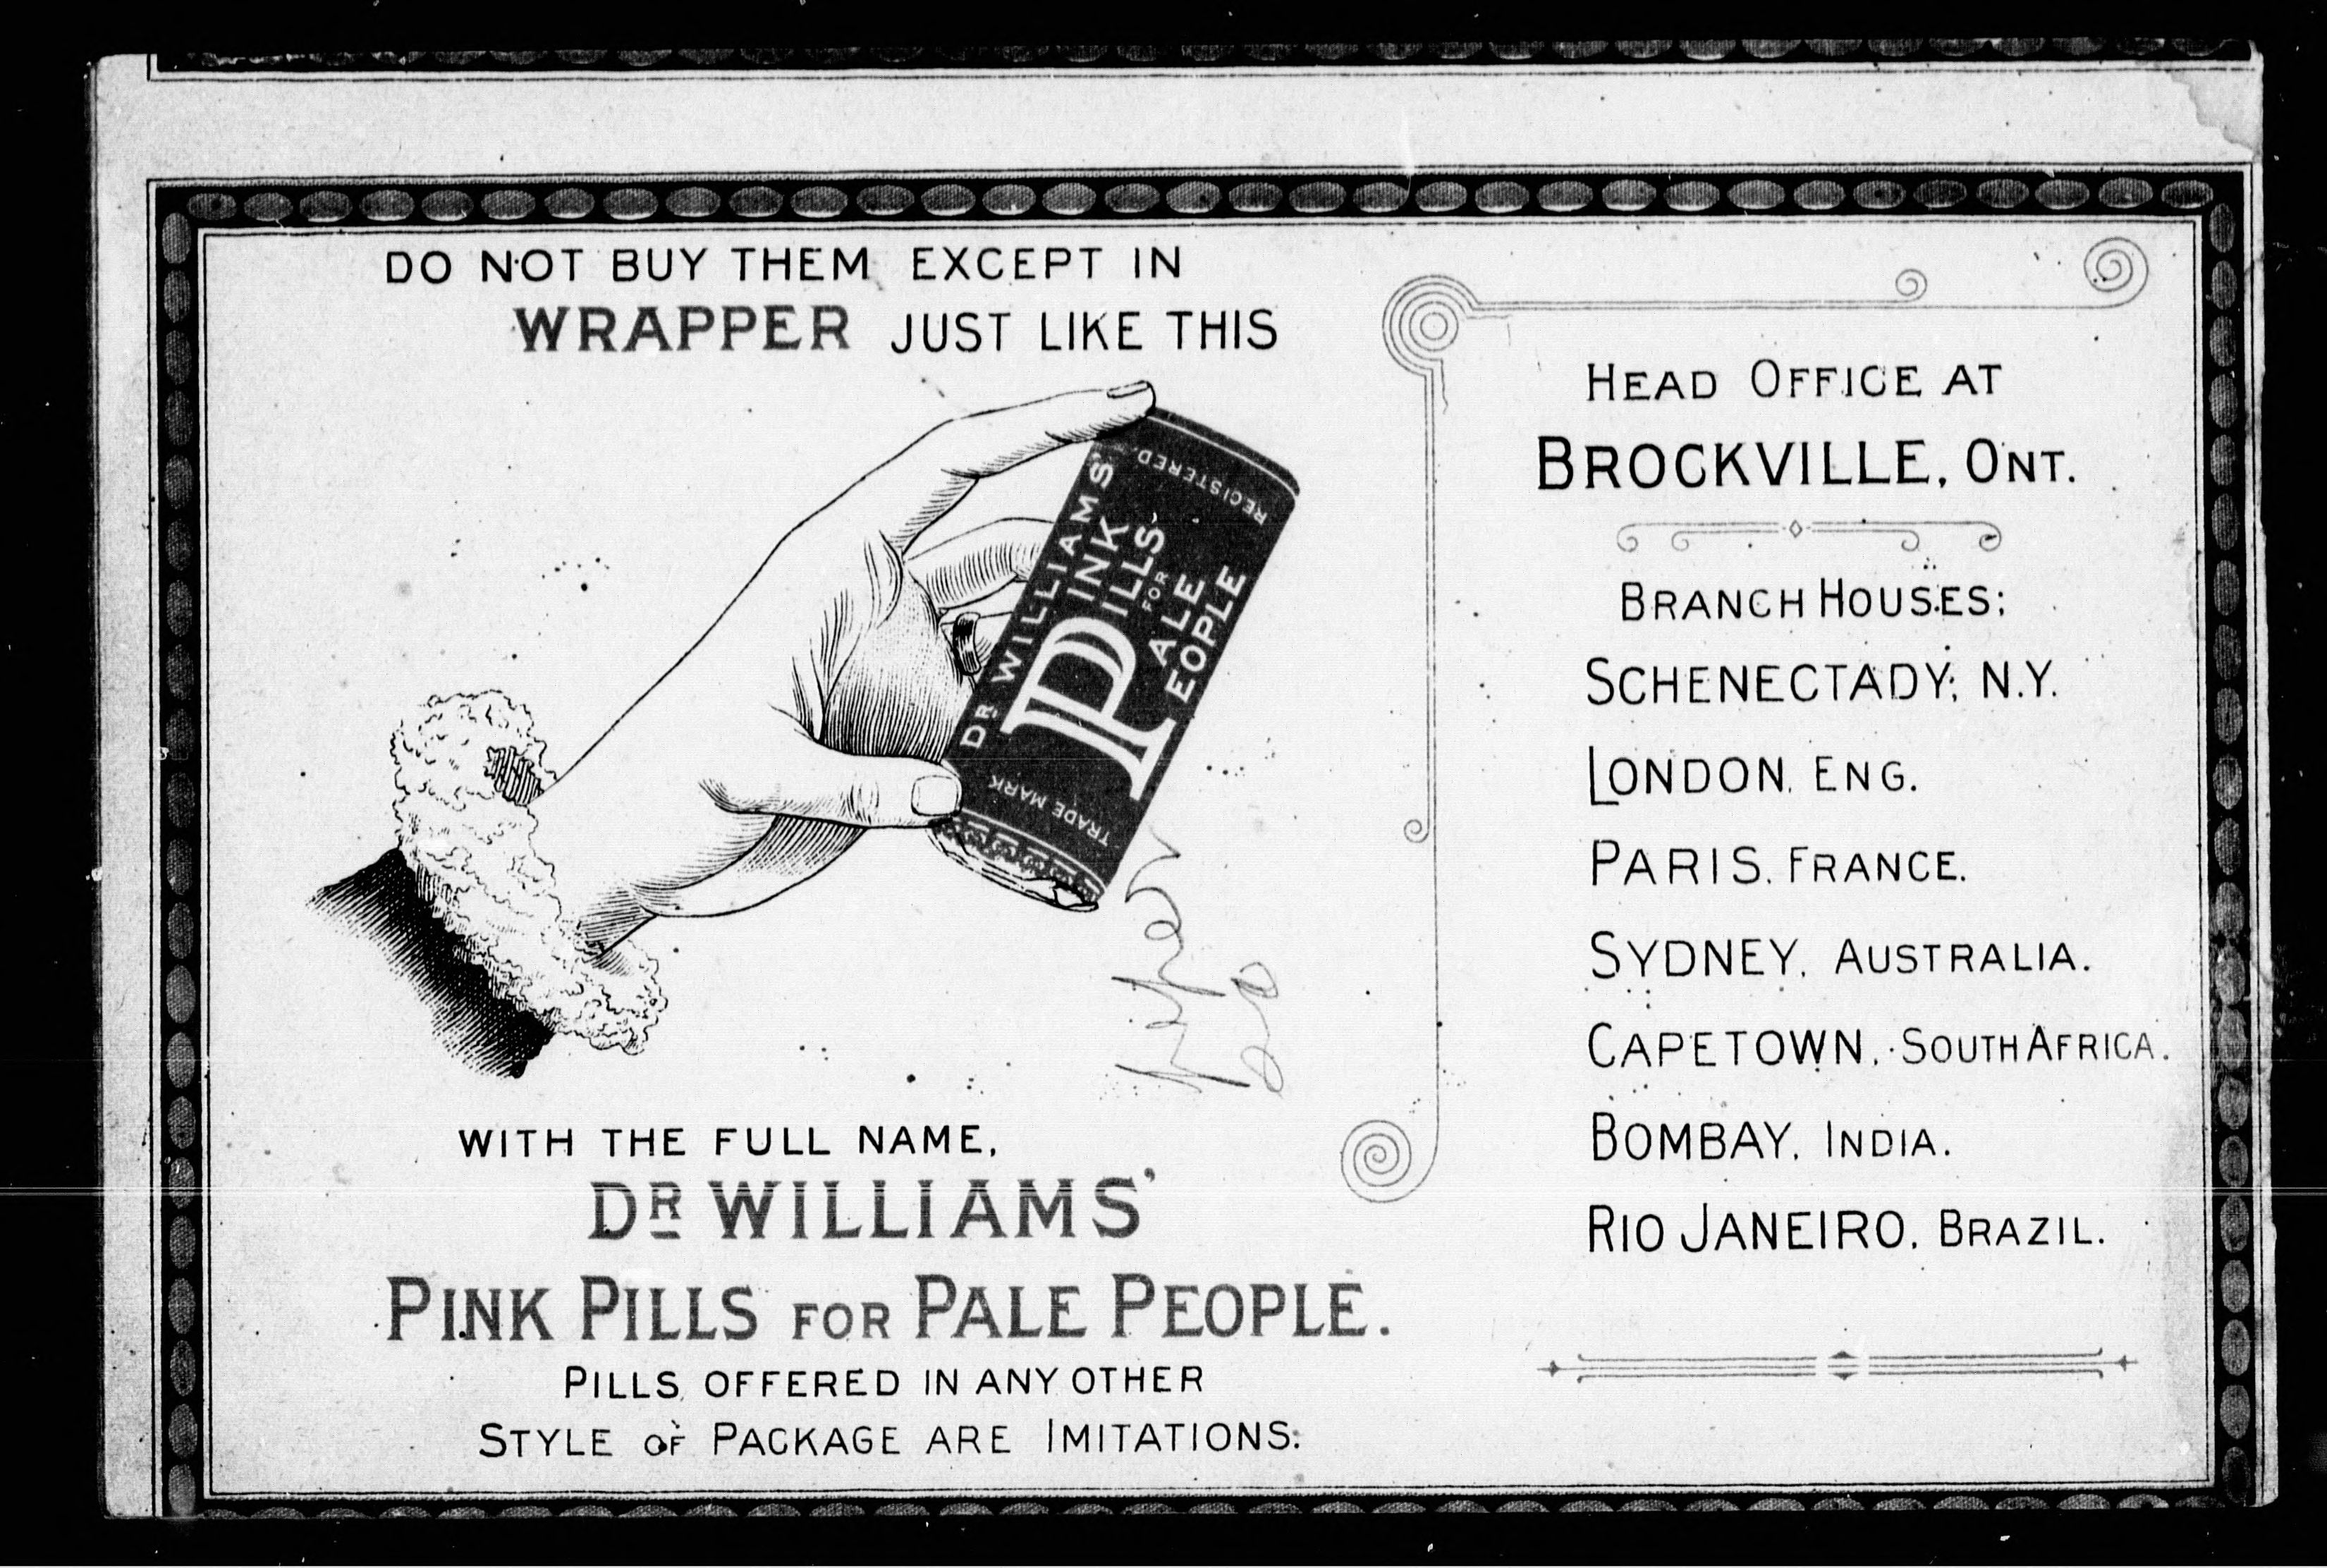 DO NOT BUY THEM EXCEPT IN
WRAPPER JUST LIKE THIS
REGISTERED.
DR WILLIAMS'
PINK
PILLS
FOR
PALE
PEOPLE
TRADE MARK
WITH THE FULL NAME,
DR WILLIAMS'
PINK PILLS FOR PALE PEOPLE.
PILLS OFFERED IN ANY OTHER
STYLE OF PACKAGE ARE IMITATIONS.
HEAD OFFICE AT
BROCKVILLE, ONT.
BRANCH HOUSES:
SCHENECTADY, N.Y.
LONDON, ENG.
PARIS, FRANCE.
SYDNEY, AUSTRALIA.
CAPETOWN, SOUTH AFRICA.
BOMBAY, INDIA.
RIO JANEIRO, BRAZIL.